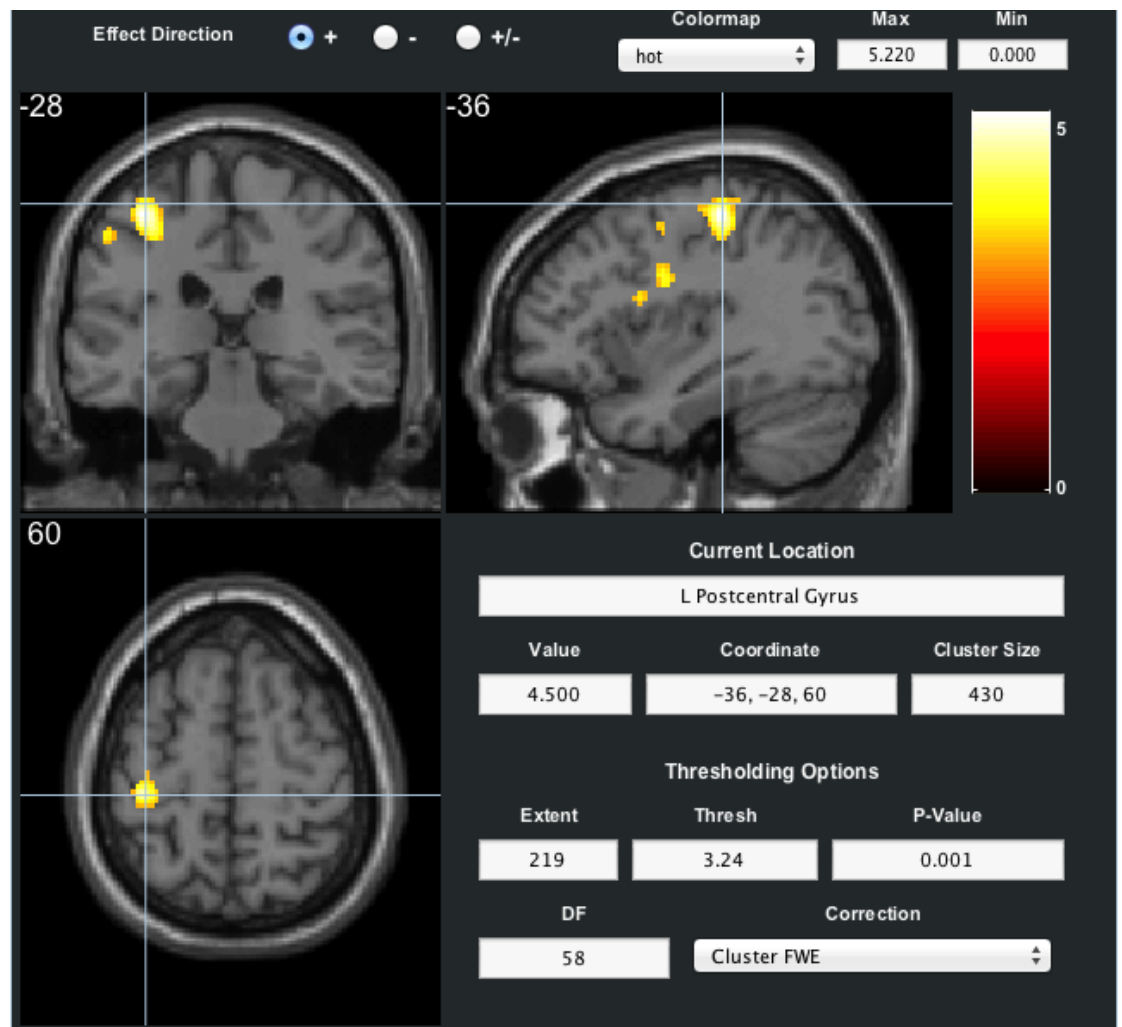 Effect Direction + - +/- Colormap Max Min
hot 5.220 0.000
-28 -36
5
0
60
Current Location
L Postcentral Gyrus
Value Coordinate Cluster Size
4.500 -36, -28, 60 430
Thresholding Options
Extent Thresh P-Value
219 3.24 0.001
DF Correction
58 Cluster FWE